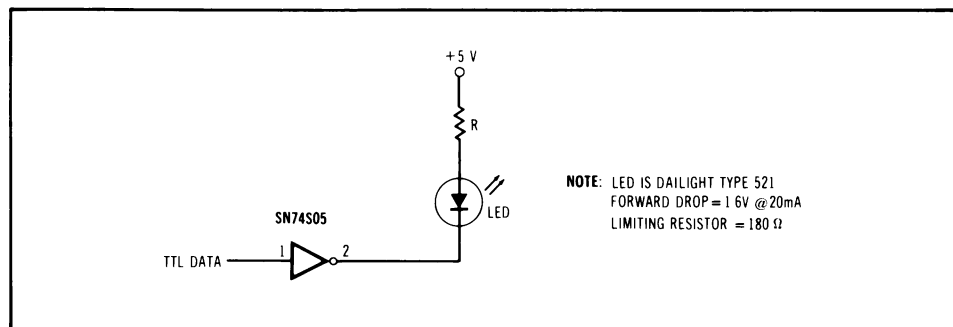 +5 V
R
LED
SN74S05
1
2
TTL DATA
NOTE: LED IS DAILIGHT TYPE 521
FORWARD DROP = 1 6V @ 20mA
LIMITING RESISTOR = 180 Ω